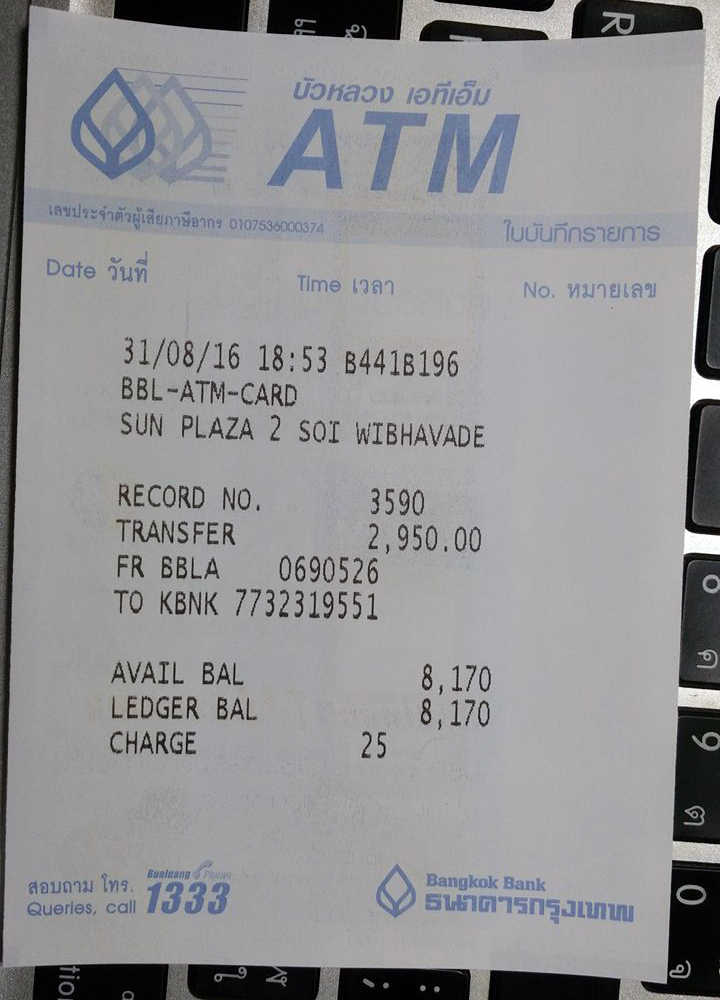 บัวหลวง เอทีเอ็ม
ATM
เลขประจำตัวผู้เสียภาษีอากร 0107536000374
ใบบันทึกรายการ
Date วันที่ Time เวลา No. หมายเลข
31/08/16 18:53 B441B196
BBL-ATM-CARD
SUN PLAZA 2 SOI WIBHAVADE
RECORD NO. 3590
TRANSFER 2,950.00
FR BBLA 0690526
TO KBNK 7732319551
AVAIL BAL 8,170
LEDGER BAL 8,170
CHARGE 25
สอบถาม โทร.
Queries, call
Bualuang Phone
1333
Bangkok Bank
ธนาคารกรุงเทพ
R
o
ค
9
ต
0
จ